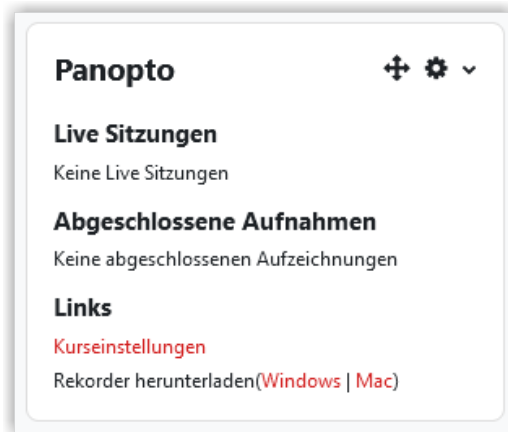 Panopto
Live Sitzungen
Keine Live Sitzungen
Abgeschlossene Aufnahmen
Keine abgeschlossenen Aufzeichnungen
Links
Kurseinstellungen
Rekorder herunterladen(Windows | Mac)